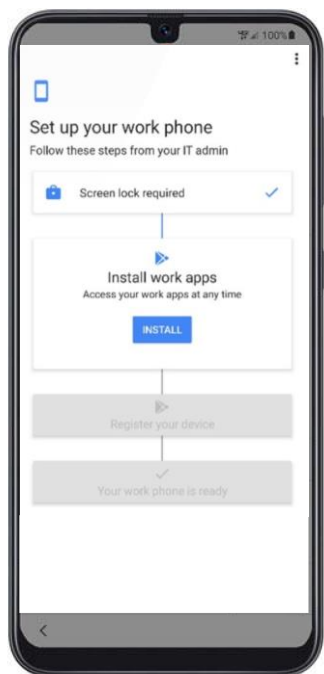 100%
Set up your work phone
Follow these steps from your IT admin
Screen lock required
Install work apps
Access your work apps at any time
INSTALL
Register your device
Your work phone is ready